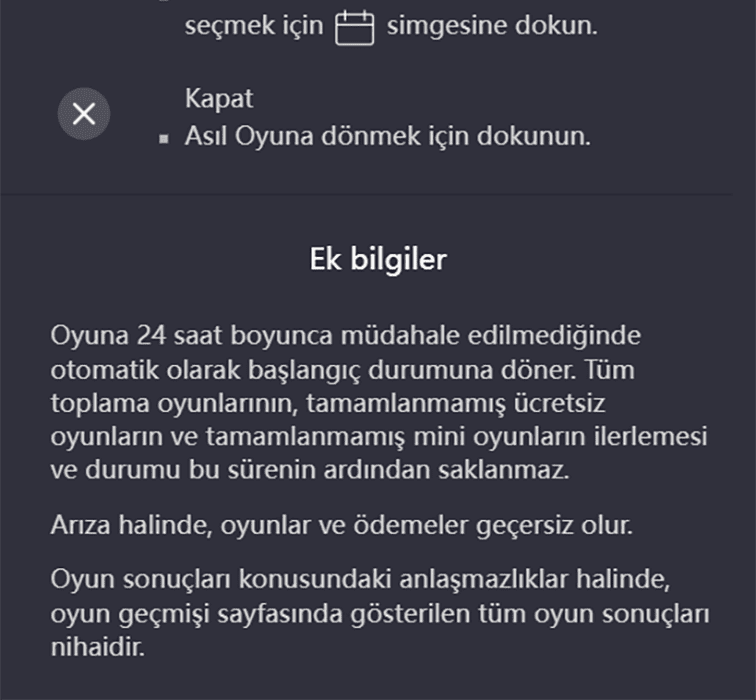 seçmek için simgesine dokun.
Kapat
Asıl Oyuna dönmek için dokunun.
Ek bilgiler
Oyuna 24 saat boyunca müdahale edilmediğinde
otomatik olarak başlangıç durumuna döner. Tüm
toplama oyunlarının, tamamlanmamış ücretsiz
oyunların ve tamamlanmamış mini oyunların ilerlemesi
ve durumu bu sürenin ardından saklanmaz.
Arıza halinde, oyunlar ve ödemeler geçersiz olur.
Oyun sonuçları konusundaki anlaşmazlıklar halinde,
oyun geçmişi sayfasında gösterilen tüm oyun sonuçları
nihaidir.